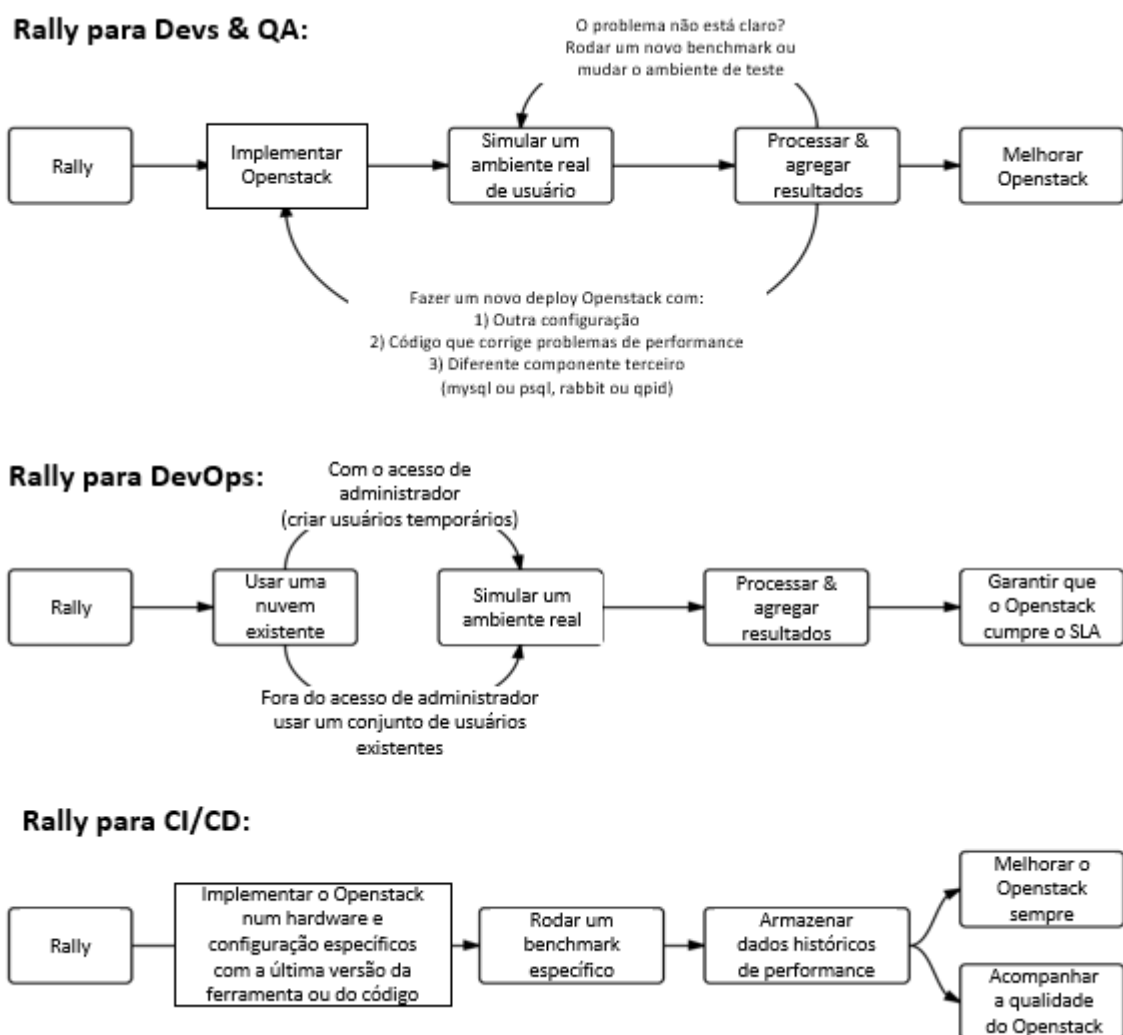 Rally para Devs & QA:
O problema não está claro?
Rodar um novo benchmark ou
mudar o ambiente de teste
Rally
Implementar
Openstack
Simular um
ambiente real
de usuário
Processar &
agregar
resultados
Melhorar
Openstack
Fazer um novo deploy Openstack com:
1) Outra configuração
2) Código que corrige problemas de performance
3) Diferente componente terceiro
(mysql ou psql, rabbit ou qpid)
Rally para DevOps:
Com o acesso de
administrador
(criar usuários temporários)
Rally
Usar uma
nuvem
existente
Simular um
ambiente real
Processar &
agregar
resultados
Garantir que
o Openstack
cumpre o SLA
Fora do acesso de administrador
usar um conjunto de usuários
existentes
Rally para CI/CD:
Rally
Implementar o Openstack
num hardware e
configuração específicos
com a última versão da
ferramenta ou do código
Rodar um
benchmark
específico
Armazenar
dados históricos
de performance
Melhorar o
Openstack
sempre
Acompanhar
a qualidade
do Openstack